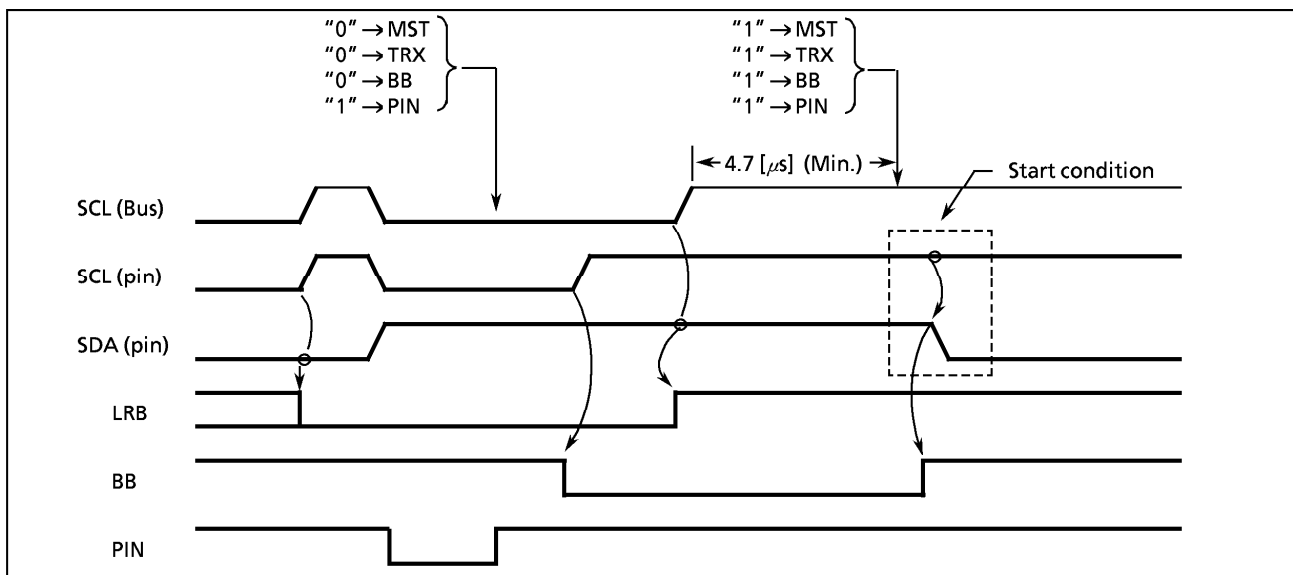 “0” → MST
“0” → TRX
“0” → BB
“1” → PIN
“1” → MST
“1” → TRX
“1” → BB
“1” → PIN
4.7 [μs] (Min.)
Start condition
SCL (Bus)
SCL (pin)
SDA (pin)
LRB
BB
PIN